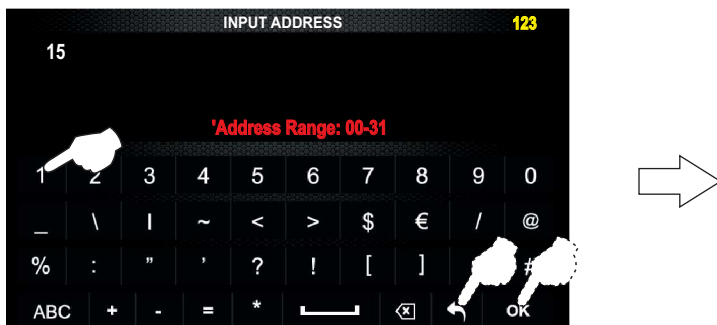 INPUT ADDRESS 123
15
'Address Range: 00-31
1 2 3 4 5 6 7 8 9 0
_ \ | ~ < > $ € / @
% : " ' ? ! [ ] #
ABC + - = * OK